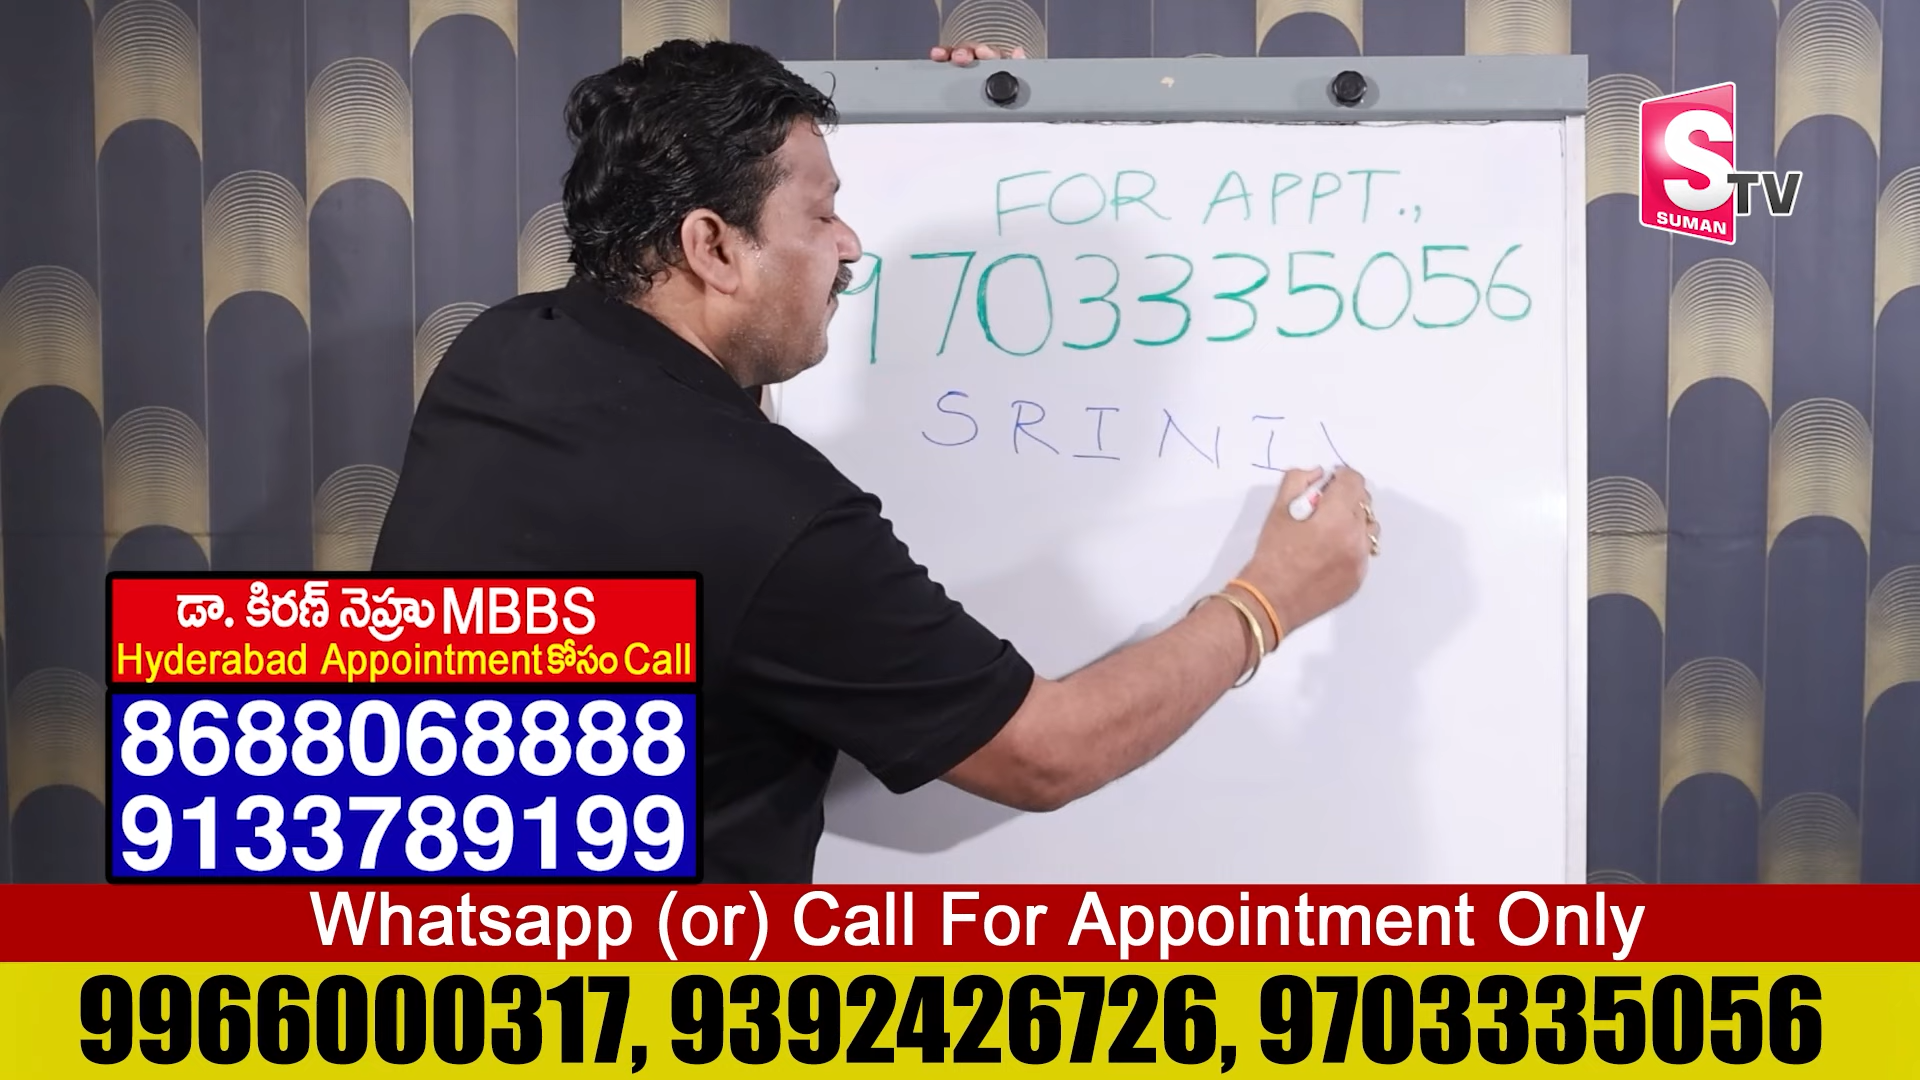 S TV
SUMAN
FOR APPT.,
9703335056
SRINI
డా. కిరణ్ నెహ్రు MBBS
Hyderabad Appointment కోసం Call
8688068888
9133789199
Whatsapp (or) Call For Appointment Only
9966000317, 9392426726, 9703335056